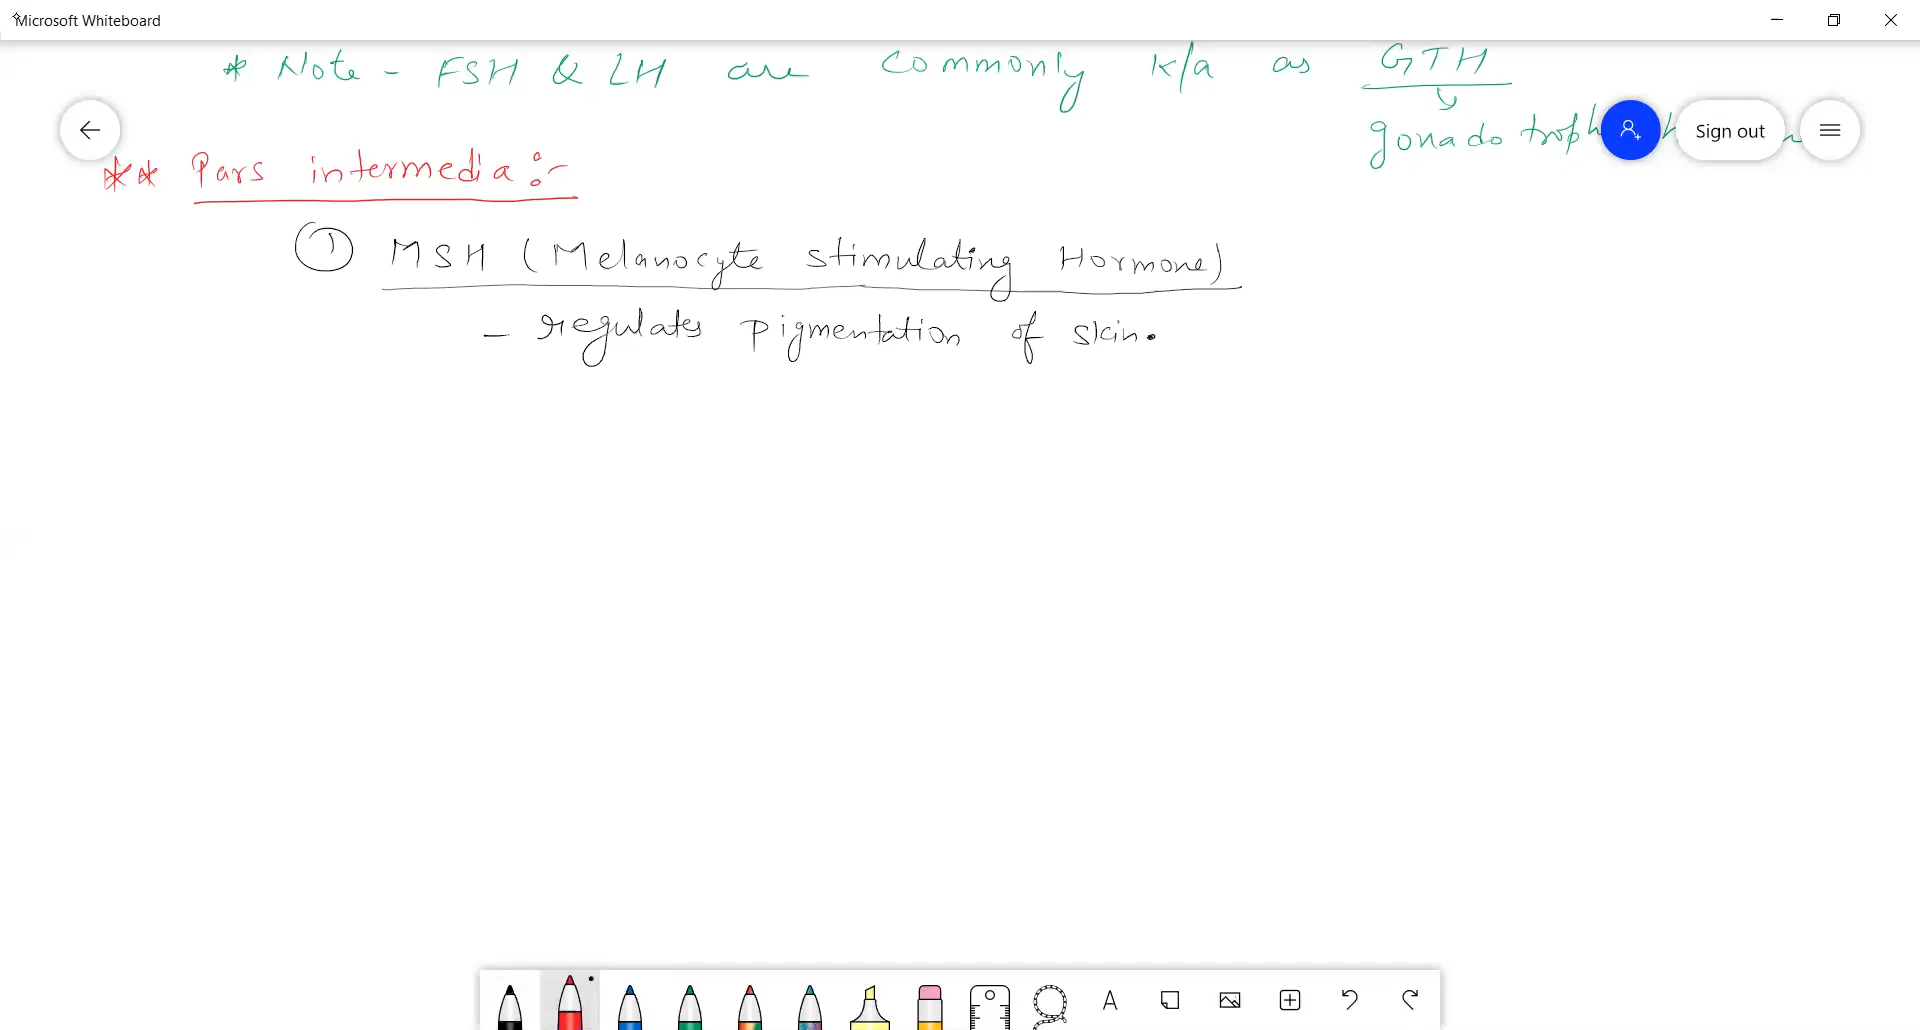 Microsoft Whiteboard
* Note - FSH & LH are commonly k/a as GTH
gonado troph
Sign out
** Pars intermedia :-
① MSH (Melanocyte stimulating Hormone)
- regulates pigmentation of skin.
A